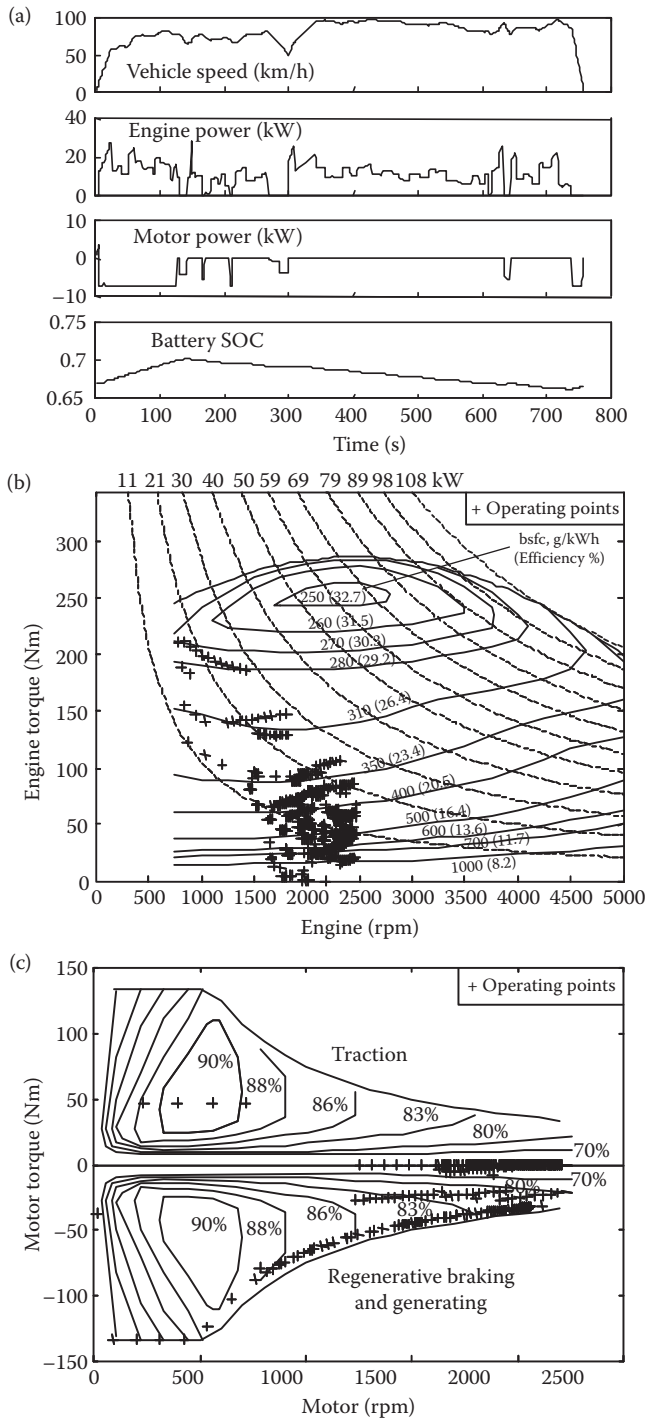 (a)
100
50
0
Vehicle speed (km/h)
40
20
0
Engine power (kW)
10
0
−10
Motor power (kW)
0.75
0.7
0.65
Battery SOC
0 100 200 300 400 500 600 700 800
Time (s)
(b)
11 21 30 40 50 59 69 79 89 98 108 kW
+ Operating points
bsfc, g/kWh
(Efficiency %)
300
250
200
150
100
50
0
Engine torque (Nm)
250 (32.7)
260 (31.5)
270 (30.3)
280 (29.2)
310 (26.4)
350 (23.4)
400 (20.5)
500 (16.4)
600 (13.6)
700 (11.7)
1000 (8.2)
0 500 1000 1500 2000 2500 3000 3500 4000 4500 5000
Engine (rpm)
(c)
+ Operating points
150
100
50
0
−50
−100
−150
Motor torque (Nm)
Traction
90%
88%
86%
83%
80%
70%
70%
80%
83%
86%
88%
90%
Regenerative braking
and generating
0 500 1000 1500 2000 2500
Motor (rpm)